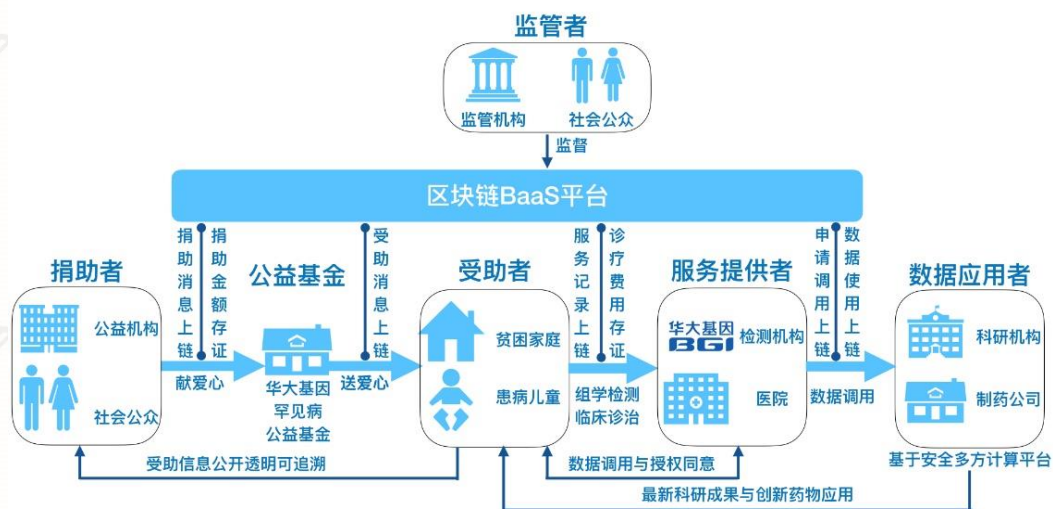 监管者
监管机构
社会公众
监督
区块链BaaS平台
捐助消息上链
捐助金额存证
受助消息上链
服务记录上链
诊疗费用存证
申请调用上链
数据使用上链
捐助者
公益机构
社会公众
献爱心
公益基金
华大基因
罕见病
公益基金
送爱心
受助者
贫困家庭
患病儿童
组学检测
临床诊治
服务提供者
华大基因
BGI
检测机构
医院
数据调用
数据应用者
科研机构
制药公司
基于安全多方计算平台
受助信息公开透明可追溯
数据调用与授权同意
最新科研成果与创新药物应用